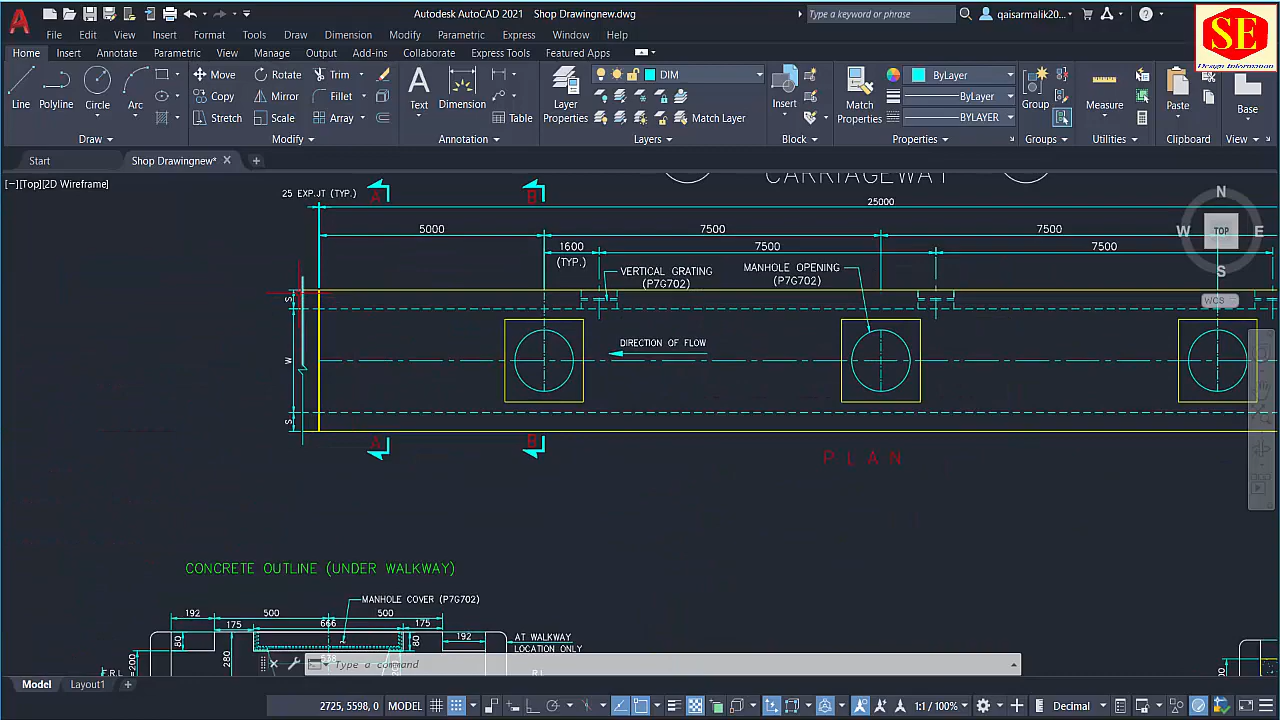 Autodesk AutoCAD 2021 Shop Drawingnew.dwg
Type a keyword or phrase
qaisarmalik20...
SE
Design Information
File Edit View Insert Format Tools Draw Dimension Modify Parametric Express Window Help
Home Insert Annotate Parametric View Manage Output Add-ins Collaborate Express Tools Featured Apps
Line Polyline Circle Arc
Move Rotate Trim
Copy Mirror Fillet
Stretch Scale Array
Text Dimension Table
Layer Properties
DIM
Match Layer
Insert
Match Properties
ByLayer
ByLayer
BYLAYER
Group Measure Paste Base
Draw Modify Annotation Layers Block Properties Groups Utilities Clipboard View
Start Shop Drawingnew*
[−][Top][2D Wireframe]
CARRIAGEWAY
25 EXP.JT (TYP.)
A B
25000
5000 7500 7500
1600 7500 7500
(TYP.)
VERTICAL GRATING
(P7G702)
MANHOLE OPENING
(P7G702)
N
W TOP E
S
WCS
S
W
S
DIRECTION OF FLOW
A B
P L A N
CONCRETE OUTLINE (UNDER WALKWAY)
MANHOLE COVER (P7G702)
192 500 500
175 666 175
80 80 192
AT WALKWAY
LOCATION ONLY
200 280
Type a command
Model Layout1
2725, 5598, 0 MODEL 1:1 / 100% Decimal